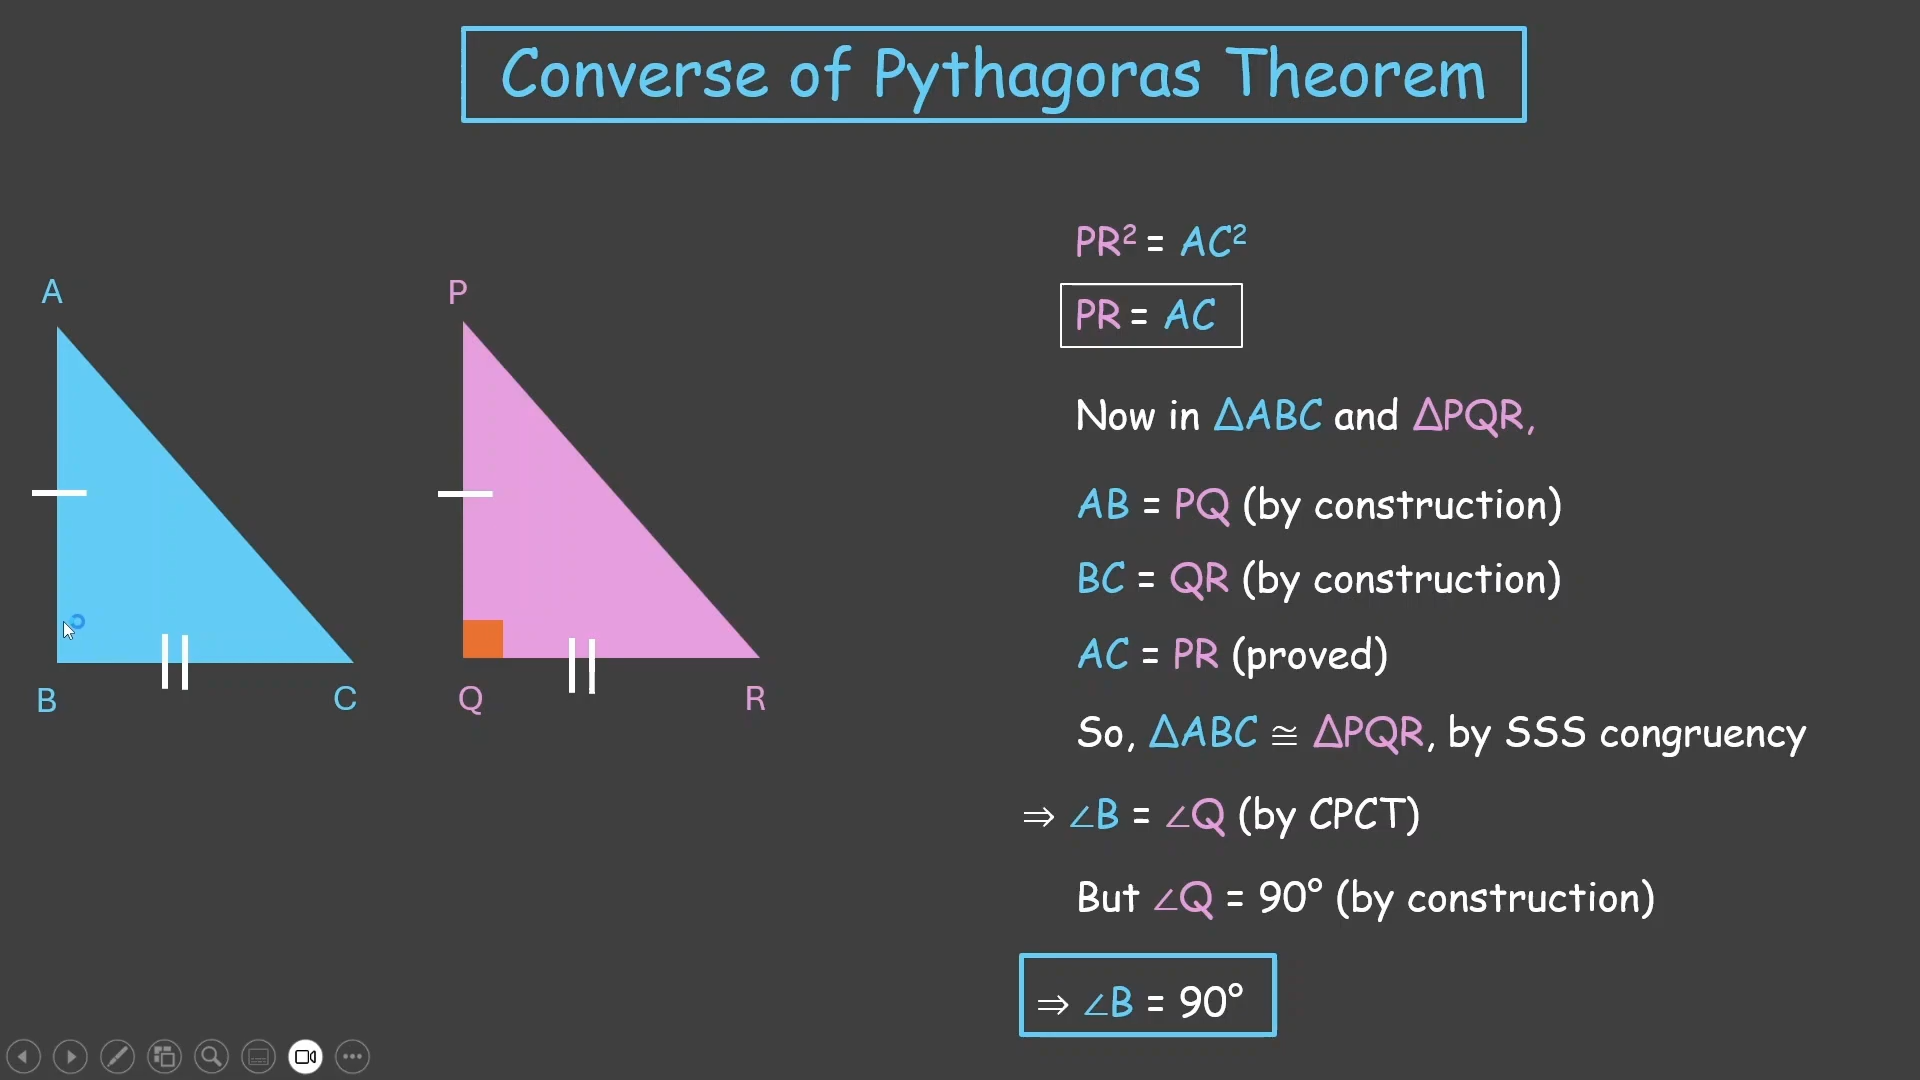 Converse of Pythagoras Theorem
PR² = AC²
PR = AC
Now in ΔABC and ΔPQR,
AB = PQ (by construction)
BC = QR (by construction)
AC = PR (proved)
So, ΔABC ≅ ΔPQR, by SSS congruency
⇒ ∠B = ∠Q (by CPCT)
But ∠Q = 90° (by construction)
⇒ ∠B = 90°
A
P
B
C
Q
R